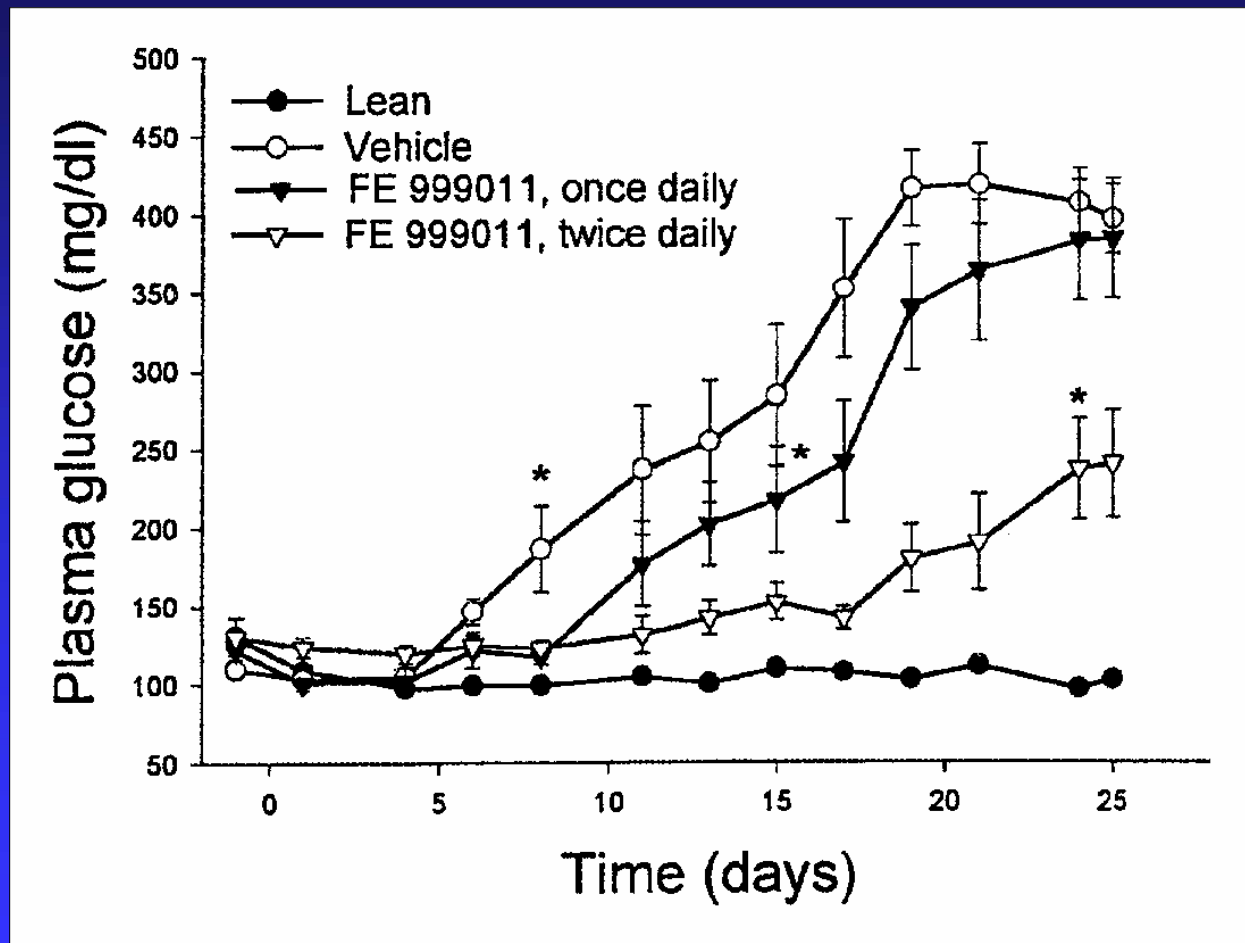 500
450
400
350
300
250
200
150
100
50
Plasma glucose (mg/dl)
Lean
Vehicle
FE 999011, once daily
FE 999011, twice daily
*
*
*
0 5 10 15 20 25
Time (days)